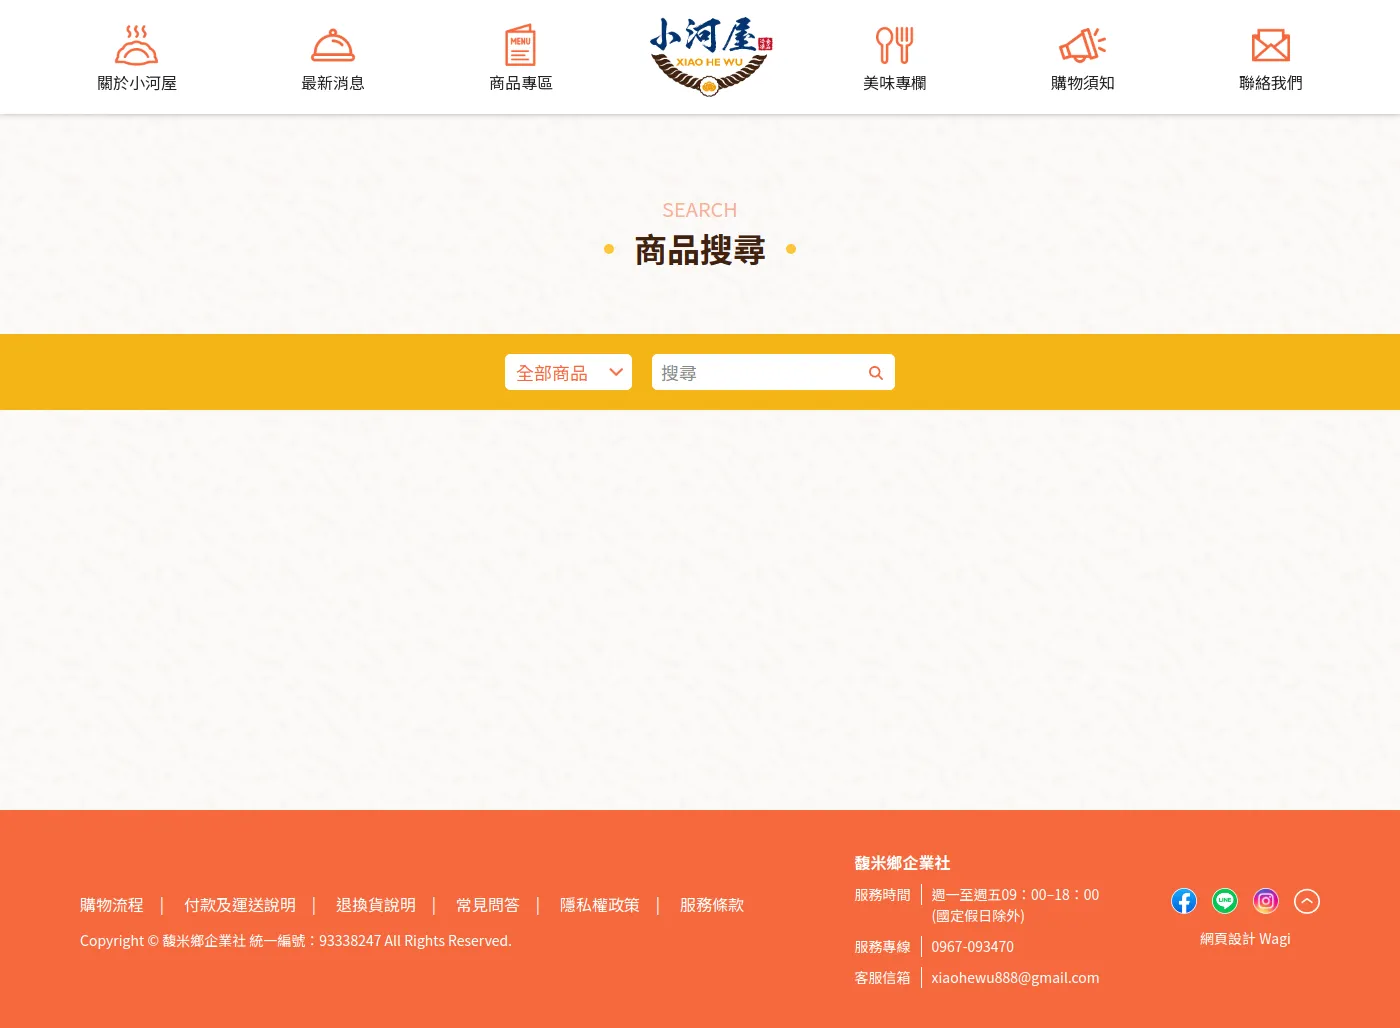 關於小河屋
最新消息
MENU
商品專區
小河屋
XIAO HE WU
美味專欄
購物須知
聯絡我們
SEARCH
商品搜尋
全部商品
搜尋
購物流程 | 付款及運送說明 | 退換貨說明 | 常見問答 | 隱私權政策 | 服務條款
Copyright © 馥米鄉企業社 統一編號：93338247 All Rights Reserved.
馥米鄉企業社
服務時間 週一至週五09：00–18：00
(國定假日除外)
服務專線 0967-093470
客服信箱 xiaohewu888@gmail.com
LINE
網頁設計 Wagi